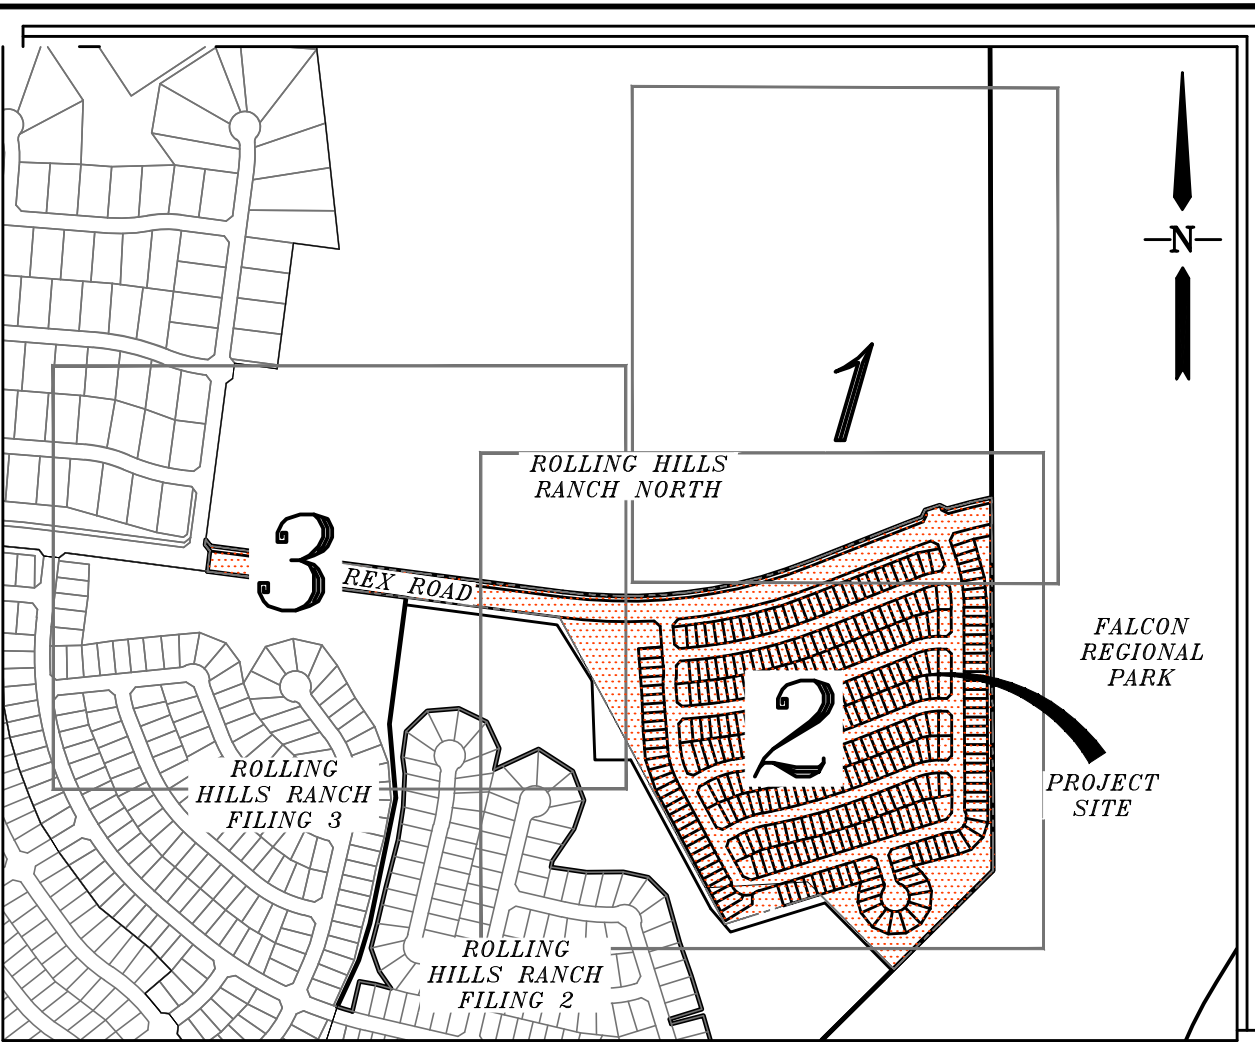 N
1
ROLLING HILLS
RANCH NORTH
3
REX ROAD
FALCON
REGIONAL
PARK
2
ROLLING
HILLS RANCH
FILING 3
PROJECT
SITE
ROLLING
HILLS RANCH
FILING 2